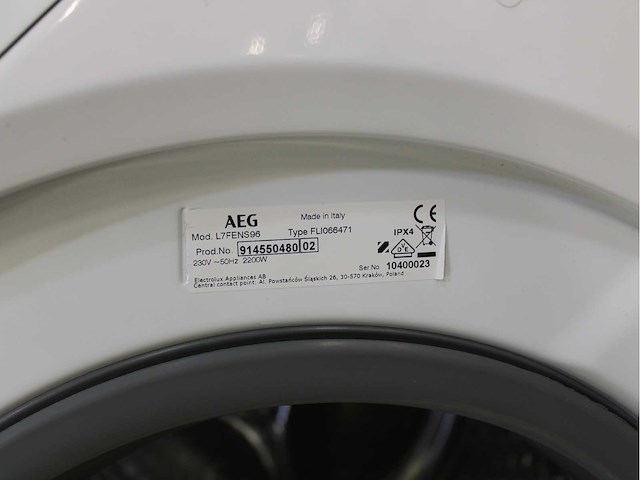 AEG Made in Italy CE
Mod. L7FENS96 Type FLI066471 IPX4
Prod.No. 914550480 02
230V ~50Hz 2200W
Ser.No. 10400023
Electrolux Appliances AB
Central contact point: Al. Powstańców Śląskich 26, 30-570 Kraków, Poland